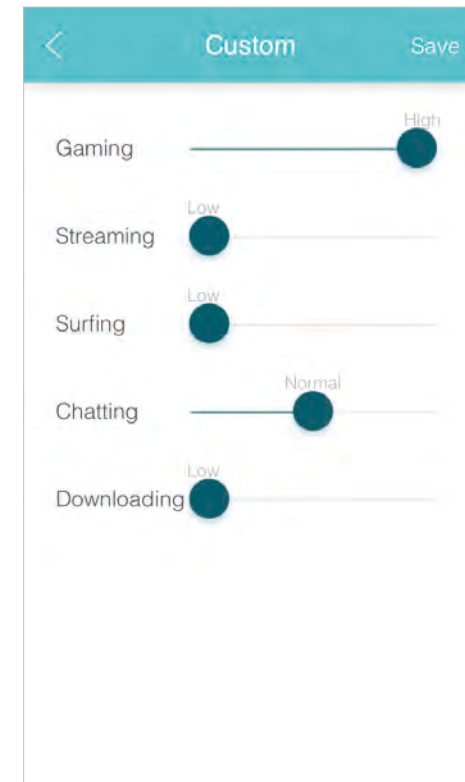 Custom Save
High
Gaming
Low
Streaming
Low
Surfing
Normal
Chatting
Low
Downloading